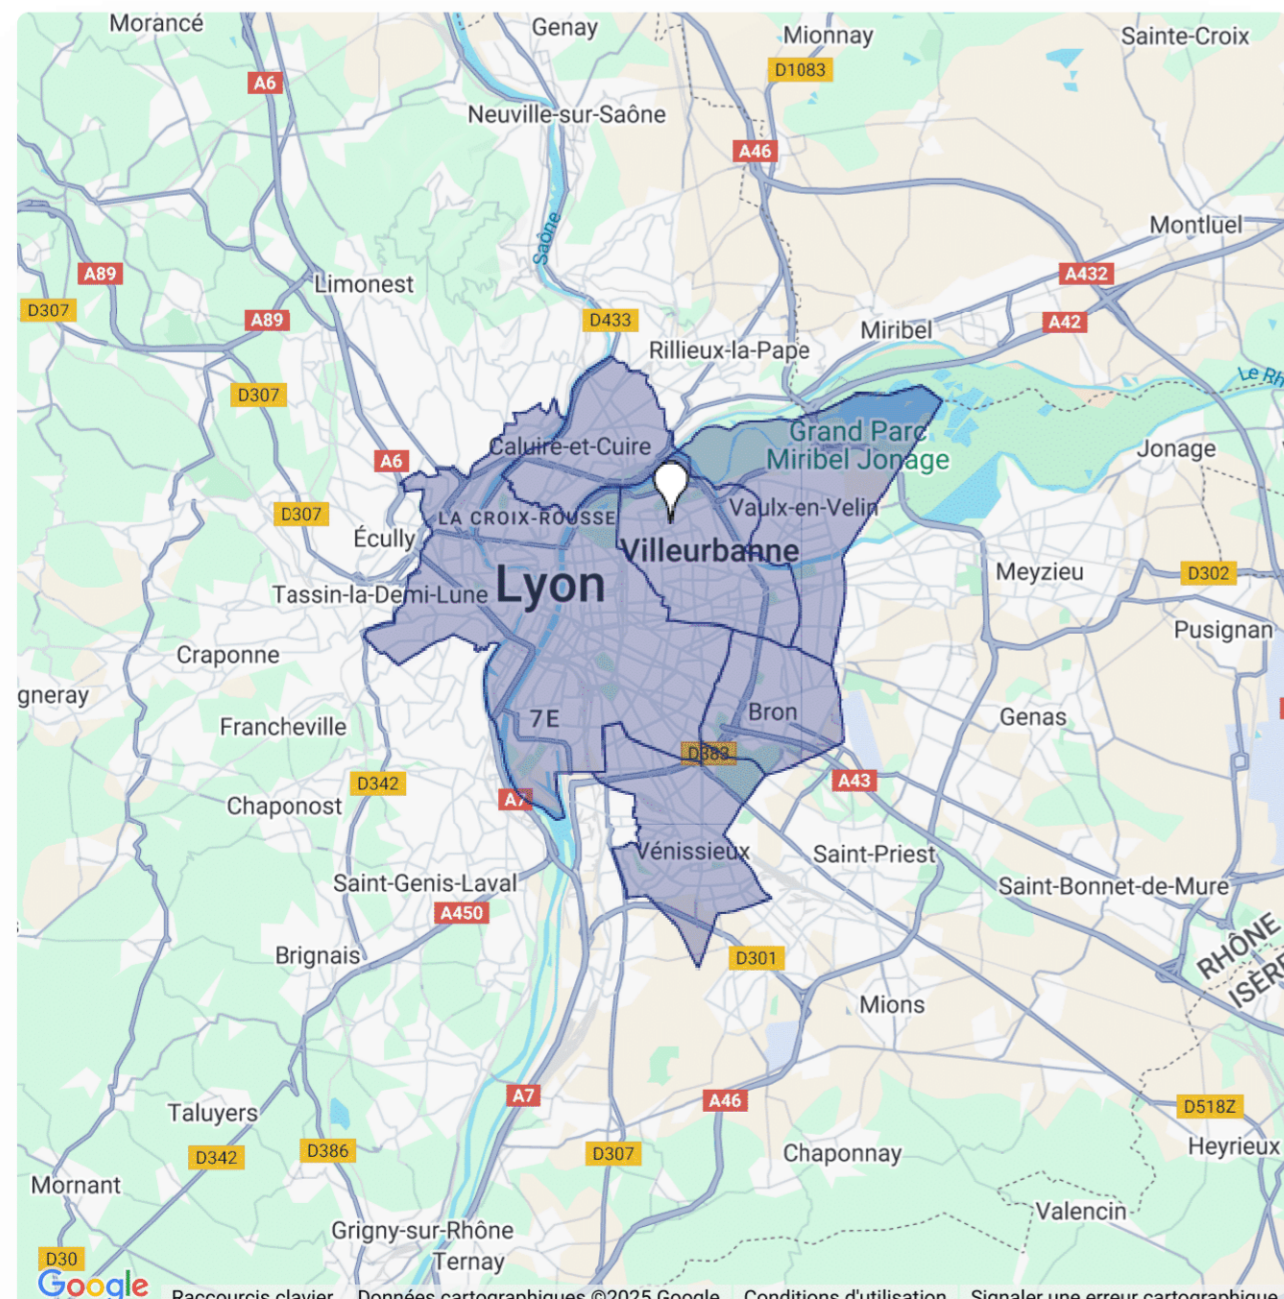 Morancé
Genay
Mionnay
Sainte-Croix
D1083
A6
Neuville-sur-Saône
A46
Saône
Montluel
A89
Limonest
A432
D307
A89
D433
A42
Miribel
Rillieux-la-Pape
Le Rh
D307
Grand Parc
Miribel Jonage
Caluire-et-Cuire
Jonage
A6
D307
LA CROIX-ROUSSE
Vaulx-en-Velin
Écully
Villeurbanne
Meyzieu
D302
Lyon
Tassin-la-Demi-Lune
Pusignan
Craponne
gneray
Francheville
7E
Bron
Genas
D383
D342
A43
Chaponost
A7
Vénissieux
Saint-Priest
Saint-Genis-Laval
Saint-Bonnet-de-Mure
A450
RHÔNE
ISÈRE
Brignais
D301
Mions
A7
A46
D518Z
Taluyers
D342
D386
D307
Chaponnay
Heyrieux
Mornant
Valencin
Grigny-sur-Rhône
Ternay
D30
Google
Raccourcis clavier Données cartographiques ©2025 Google Conditions d'utilisation Signaler une erreur cartographique